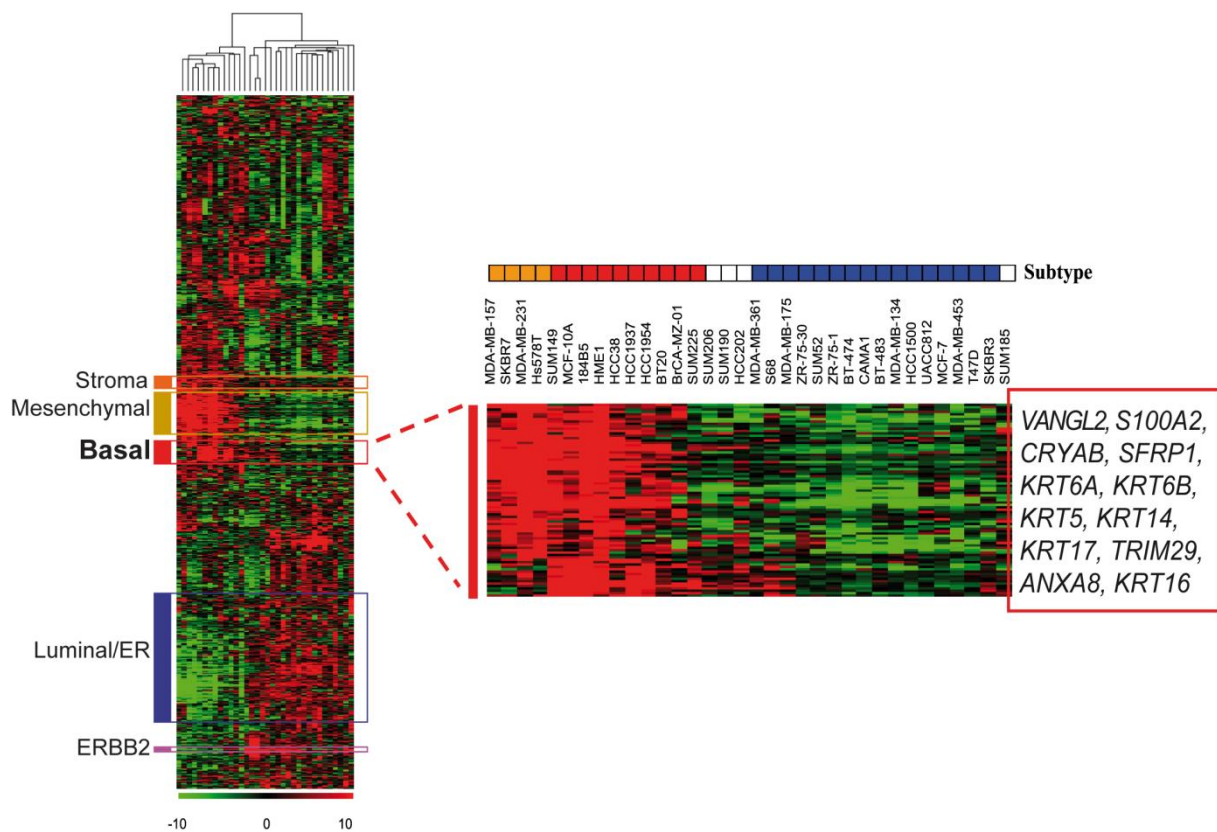 Subtype
MDA-MB-157
SKBR7
MDA-MB-231
Hs578T
SUM149
MCF-10A
184B5
HME1
HCC38
HCC1937
HCC1954
BT20
BrCA-MZ-01
SUM225
SUM206
SUM190
HCC202
MDA-MB-361
S68
MDA-MB-175
ZR-75-30
SUM52
ZR-75-1
BT-474
CAMA1
BT-483
MDA-MB-134
HCC1500
UACC812
MCF-7
MDA-MB-453
T47D
SKBR3
SUM185
Stroma
Mesenchymal
Basal
Luminal/ER
ERBB2
VANGL2, S100A2,
CRYAB, SFRP1,
KRT6A, KRT6B,
KRT5, KRT14,
KRT17, TRIM29,
ANXA8, KRT16
-10 0 10